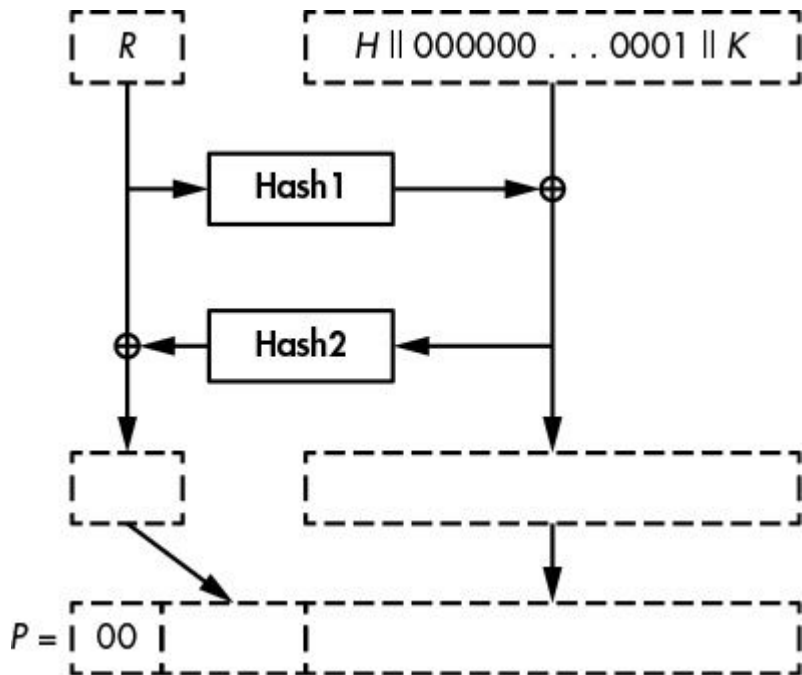 R
H || 000000 . . . 0001 || K
Hash1
Hash2
P = 00